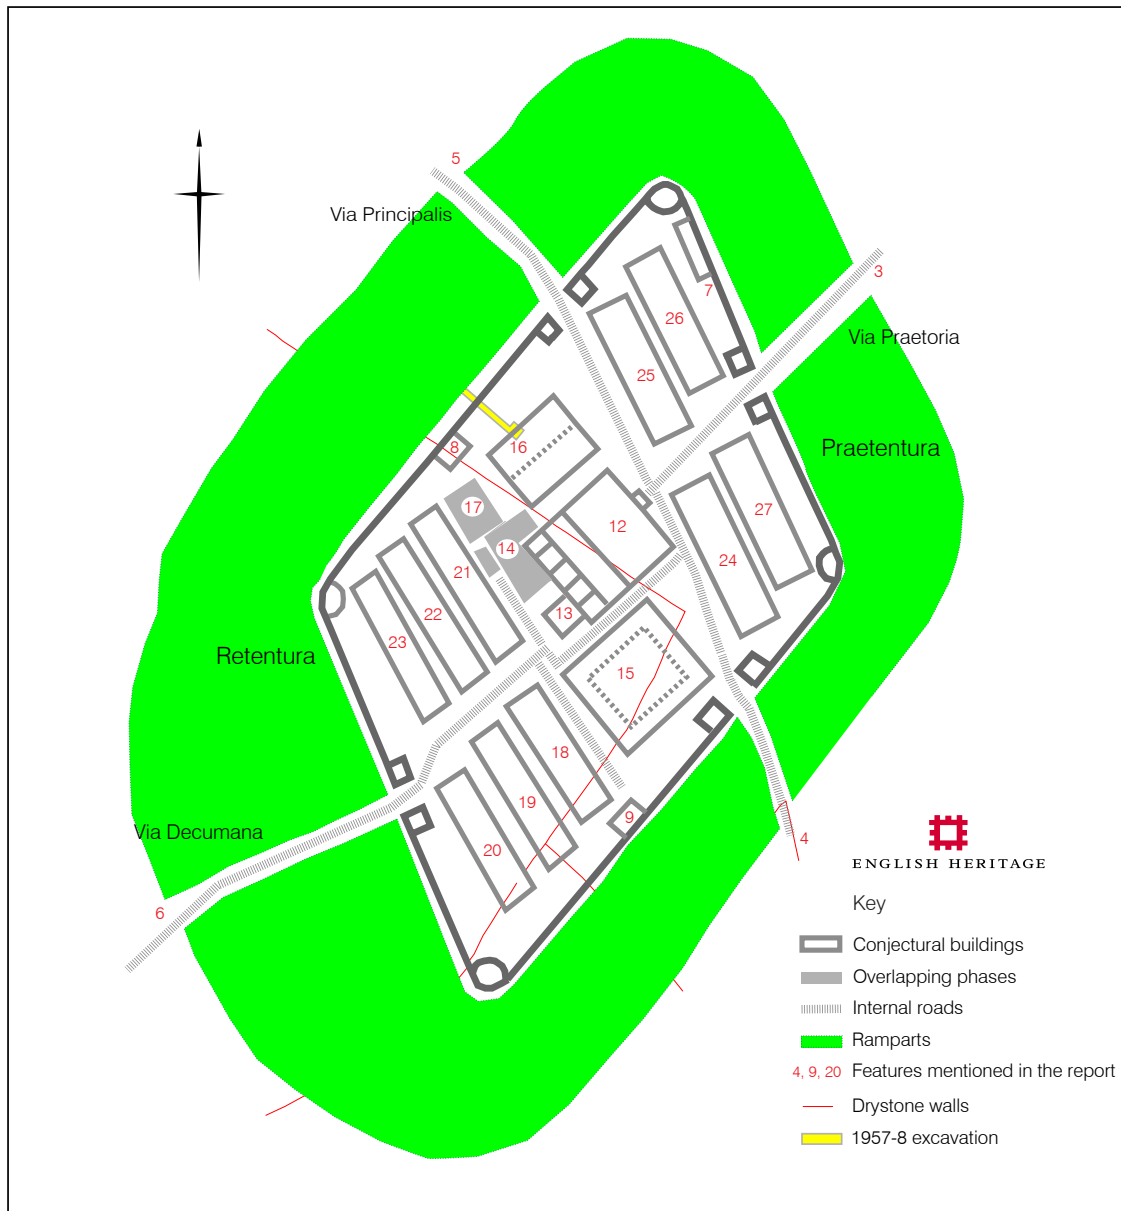 5
Via Principalis
3
7
26
Via Praetoria
25
8
16
Praetentura
17
12
27
14
24
21
13
22
23
Retentura
15
18
19
9
Via Decumana
4
20
6
ENGLISH HERITAGE
Key
Conjectural buildings
Overlapping phases
Internal roads
Ramparts
4, 9, 20 Features mentioned in the report
Drystone walls
1957-8 excavation